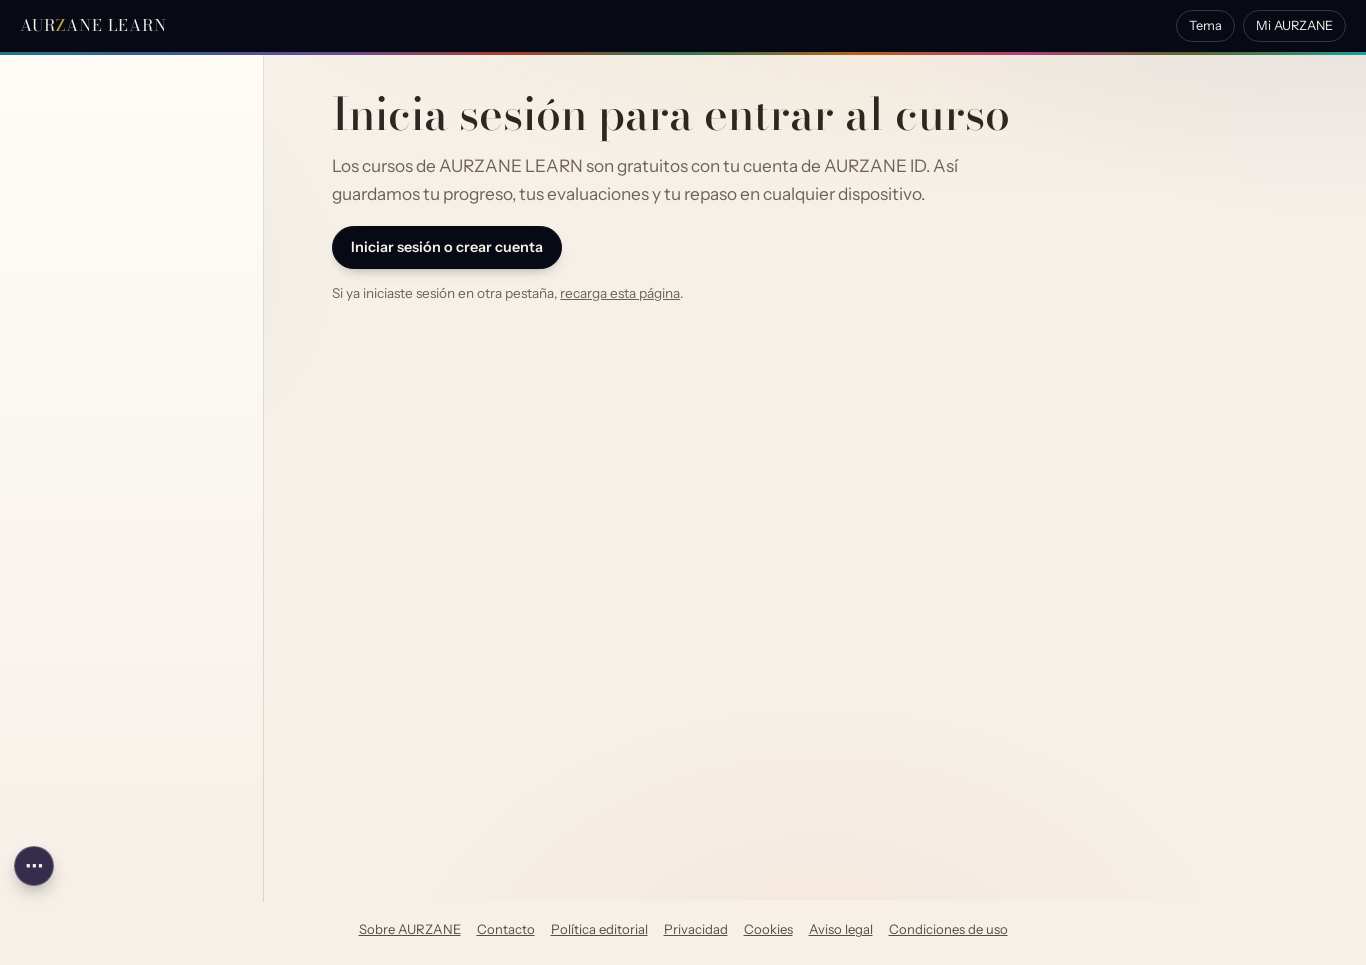 AURZANE LEARN
Tema
Mi AURZANE
Inicia sesión para entrar al curso
Los cursos de AURZANE LEARN son gratuitos con tu cuenta de AURZANE ID. Así
guardamos tu progreso, tus evaluaciones y tu repaso en cualquier dispositivo.
Iniciar sesión o crear cuenta
Si ya iniciaste sesión en otra pestaña, recarga esta página.
Sobre AURZANE Contacto Política editorial Privacidad Cookies Aviso legal Condiciones de uso